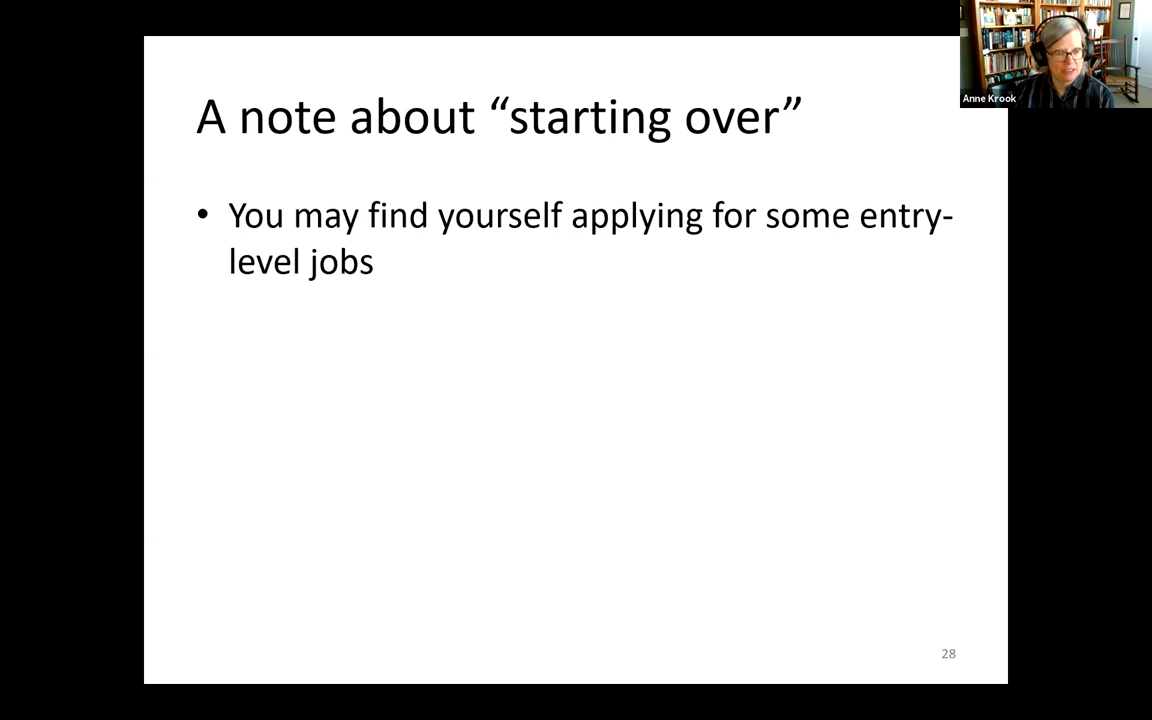 Anne Krook
A note about “starting over”
• You may find yourself applying for some entry-
level jobs
28